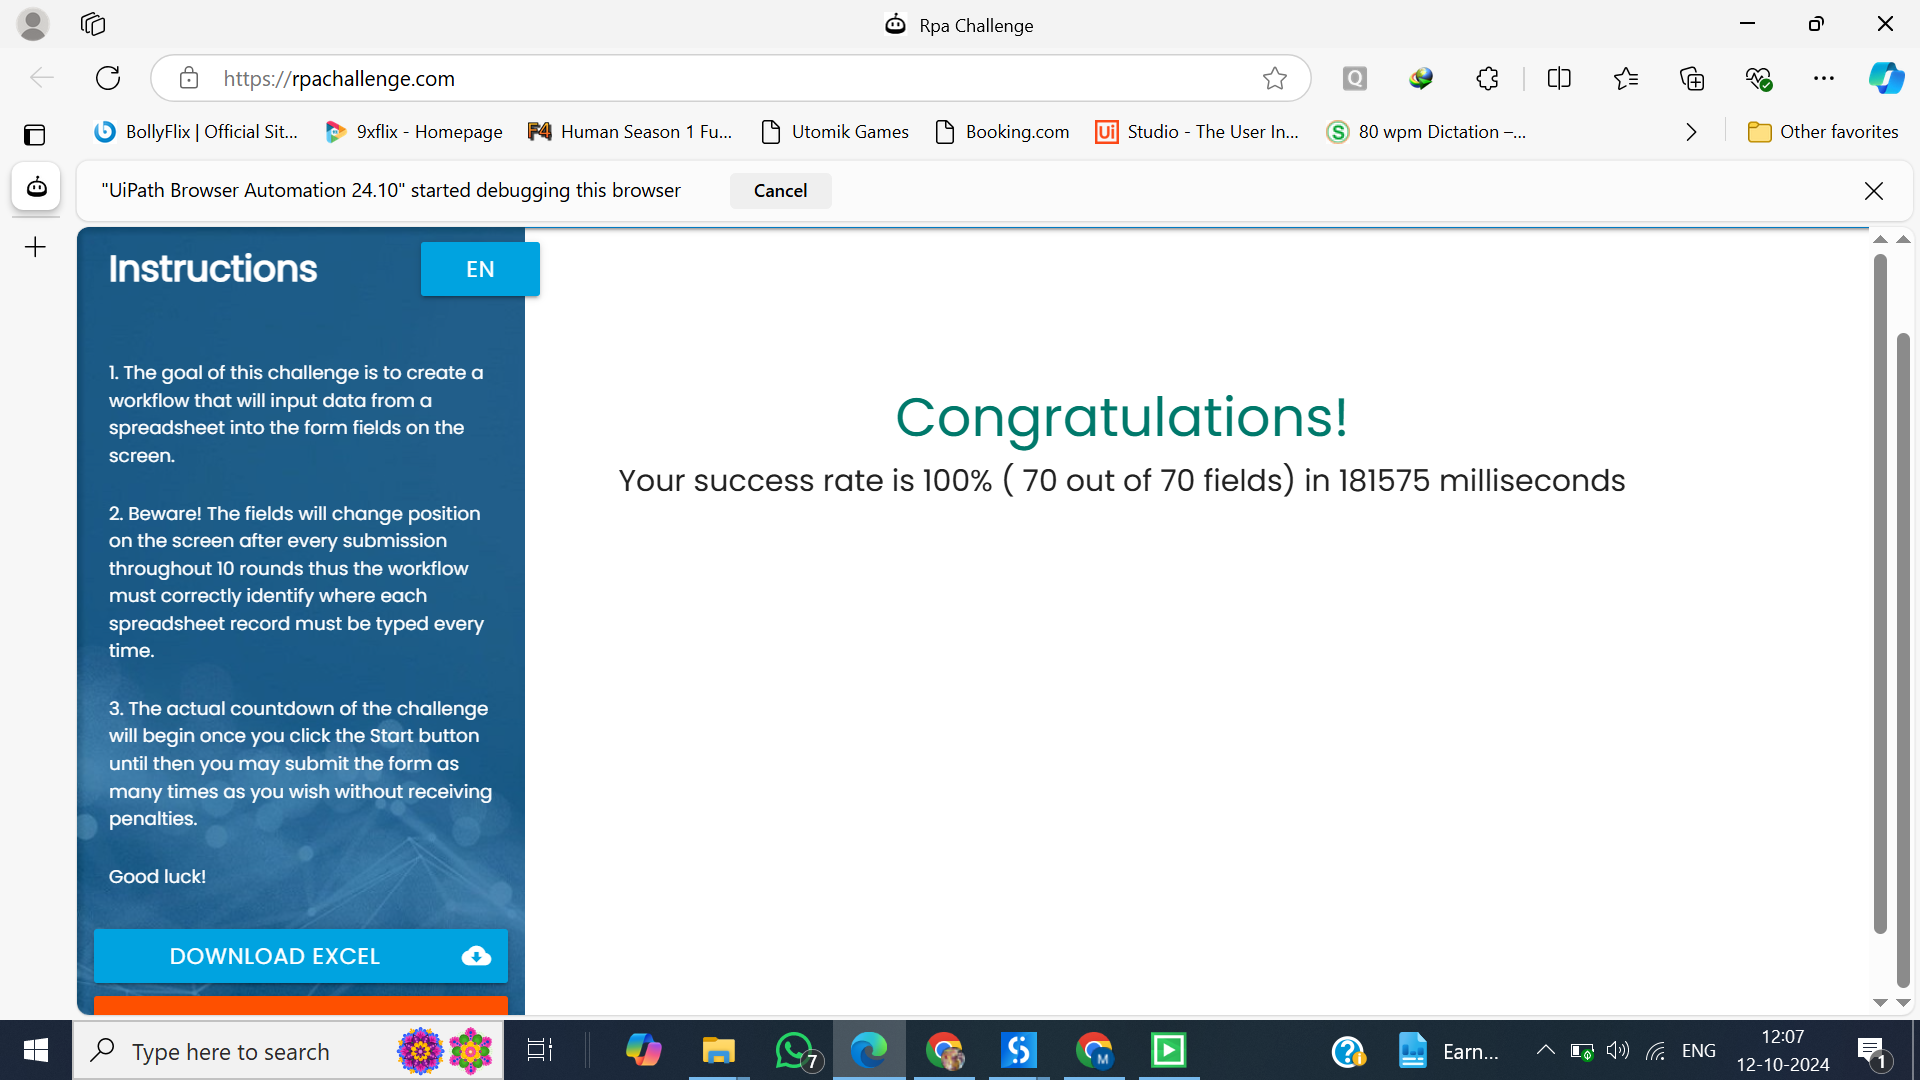 Rpa Challenge
https://rpachallenge.com
Q
BollyFlix | Official Sit...
9xflix - Homepage
F4 Human Season 1 Fu...
Utomik Games
Booking.com
Ui Studio - The User In...
S 80 wpm Dictation –...
Other favorites
"UiPath Browser Automation 24.10" started debugging this browser
Cancel
Instructions
EN
1. The goal of this challenge is to create a
workflow that will input data from a
spreadsheet into the form fields on the
screen.
2. Beware! The fields will change position
on the screen after every submission
throughout 10 rounds thus the workflow
must correctly identify where each
spreadsheet record must be typed every
time.
3. The actual countdown of the challenge
will begin once you click the Start button
until then you may submit the form as
many times as you wish without receiving
penalties.
Good luck!
DOWNLOAD EXCEL
Congratulations!
Your success rate is 100% ( 70 out of 70 fields) in 181575 milliseconds
Type here to search
7
M
Earn...
ENG
12:07
12-10-2024
1